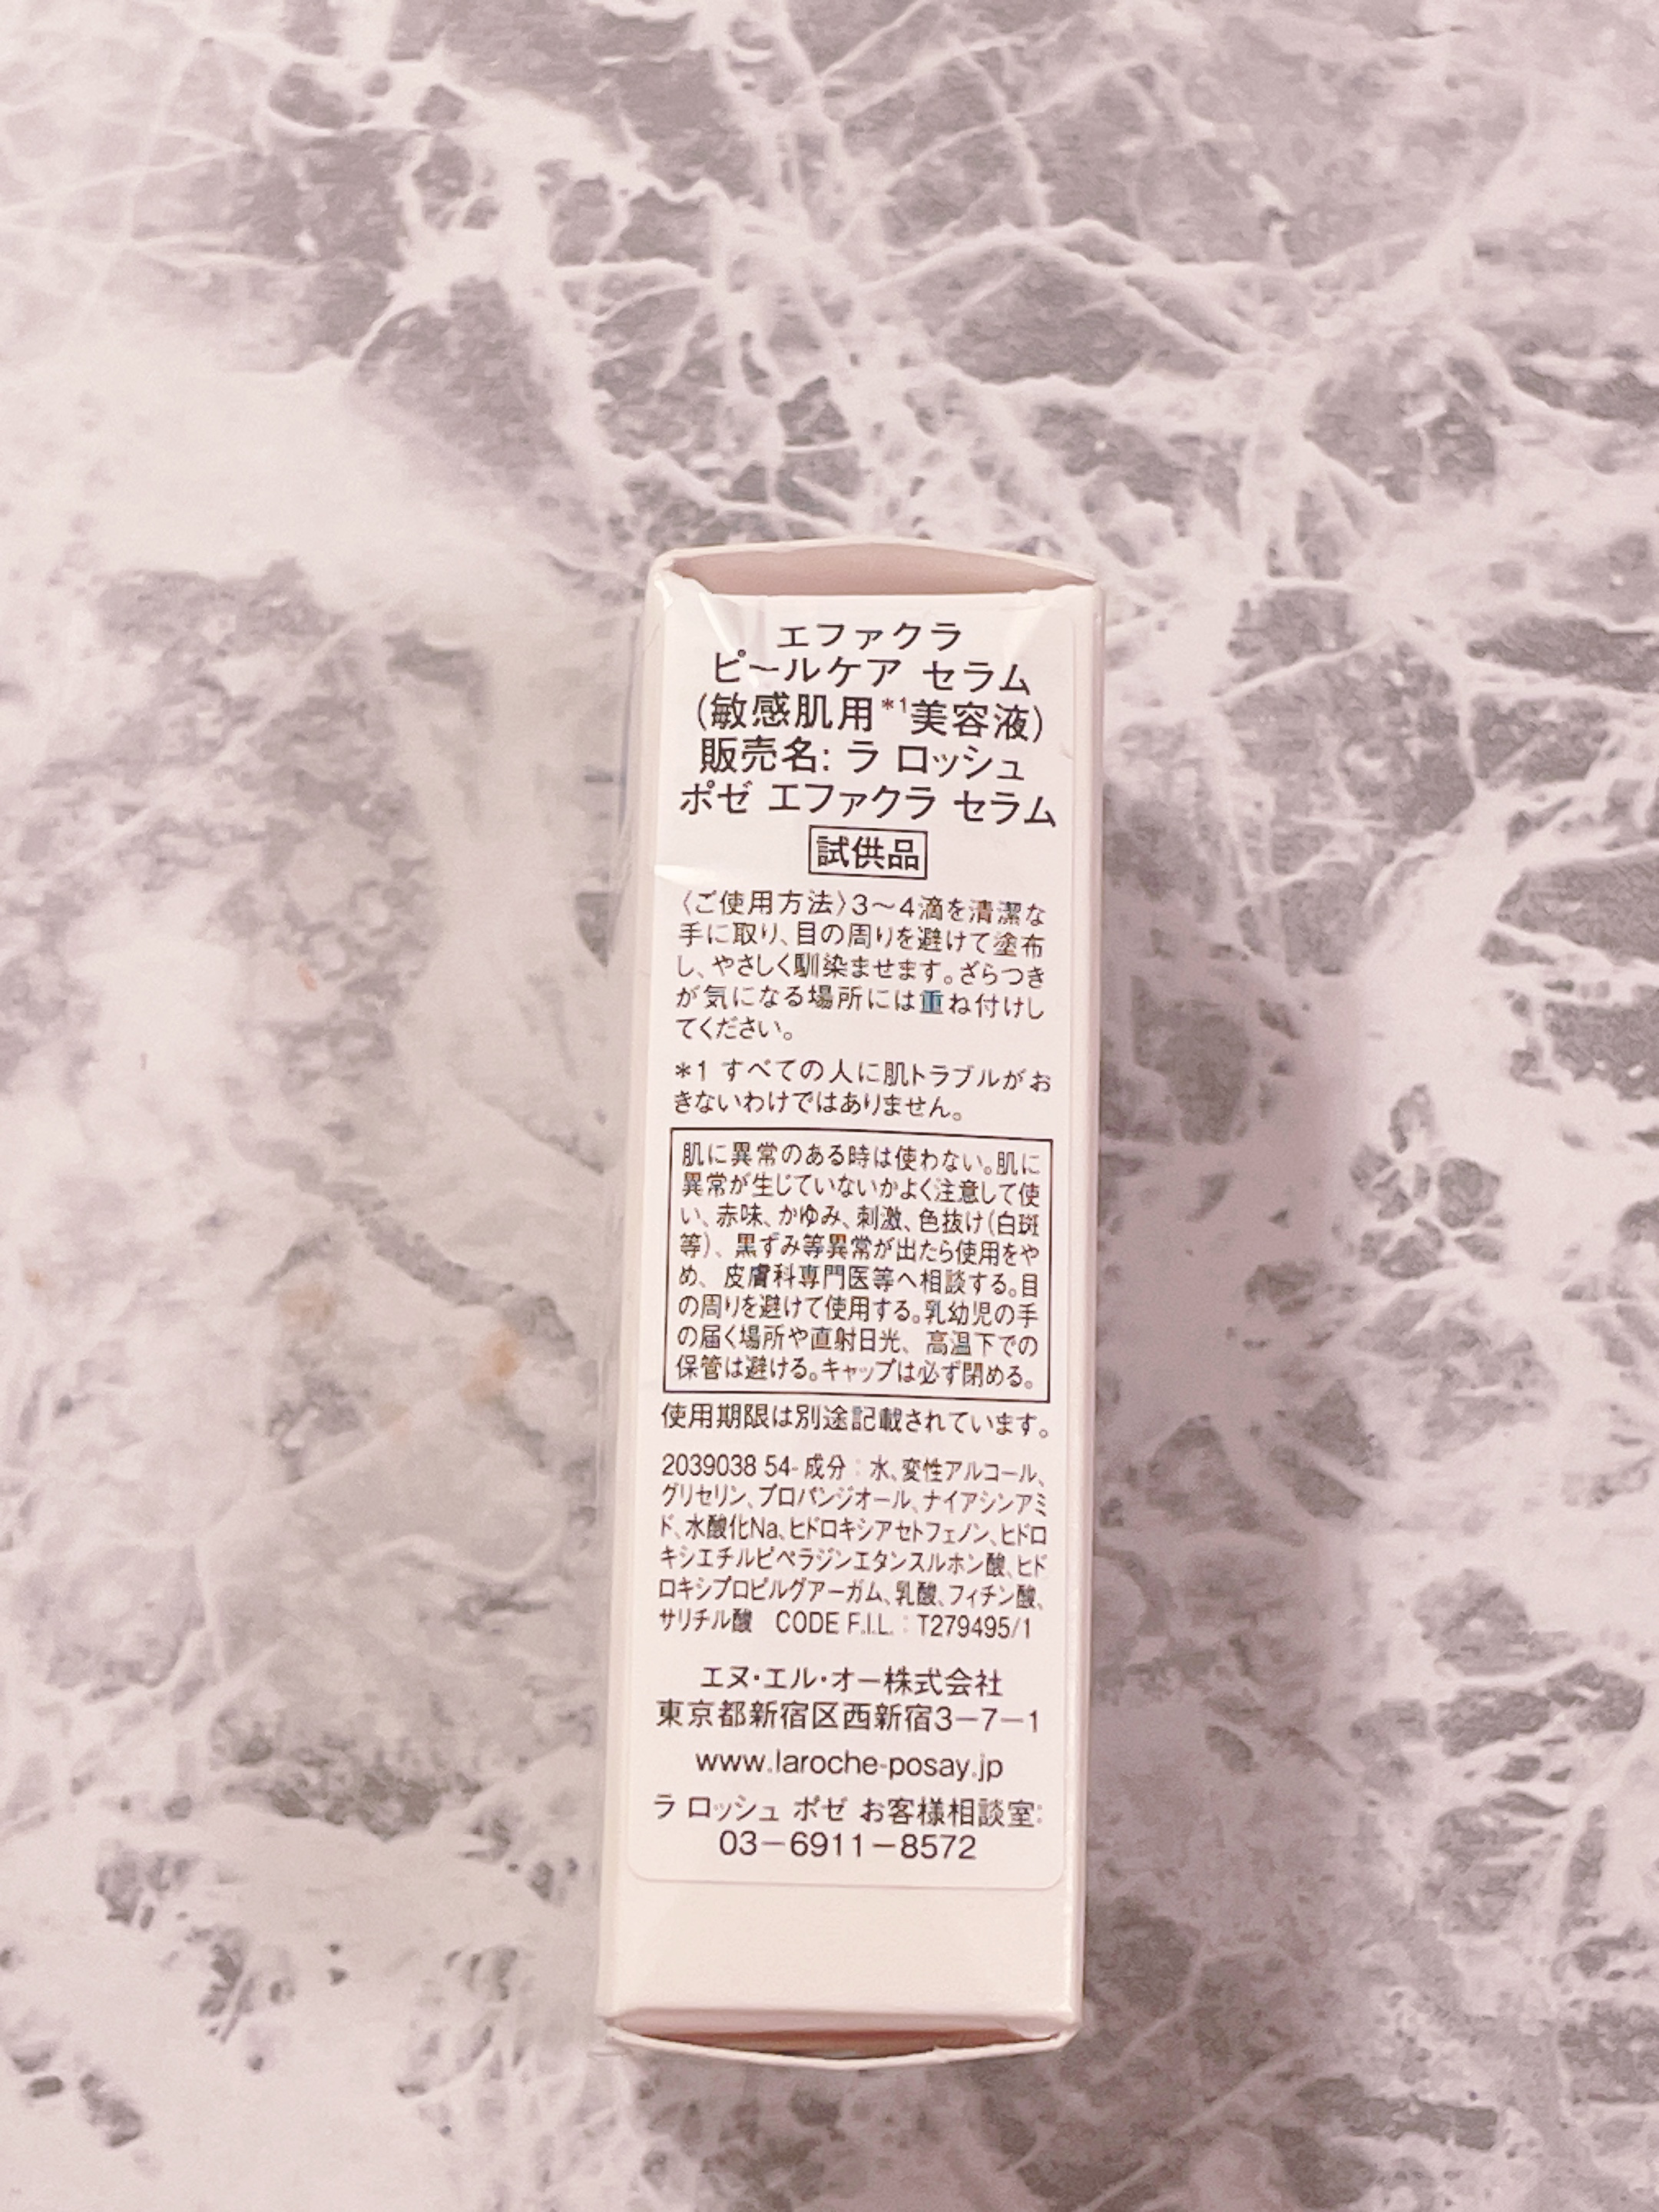 エファクラ
ピールケア セラム
(敏感肌用*1美容液)
販売名: ラ ロッシュ
ポゼ エファクラ セラム
試供品
〈ご使用方法〉3～4滴を清潔な
手に取り、目の周りを避けて塗布
し、やさしく馴染ませます。ざらつき
が気になる場所には重ね付けし
てください。
*1 すべての人に肌トラブルがお
きないわけではありません。
肌に異常のある時は使わない。肌に
異常が生じていないかよく注意して使
い、赤味、かゆみ、刺激、色抜け(白斑
等)、黒ずみ等異常が出たら使用をや
め、皮膚科専門医等へ相談する。目
の周りを避けて使用する。乳幼児の手
の届く場所や直射日光、高温下での
保管は避ける。キャップは必ず閉める。
使用期限は別途記載されています。
2039038 54- 成分：水、変性アルコール、
グリセリン、プロパンジオール、ナイアシンアミ
ド、水酸化Na、ヒドロキシアセトフェノン、ヒドロ
キシエチルピペラジンエタンスルホン酸、ヒド
ロキシプロピルグアーガム、乳酸、フィチン酸、
サリチル酸 CODE F.I.L.：T279495/1
エヌ・エル・オー株式会社
東京都新宿区西新宿3－7－1
www.laroche-posay.jp
ラ ロッシュ ポゼ お客様相談室:
03－6911－8572